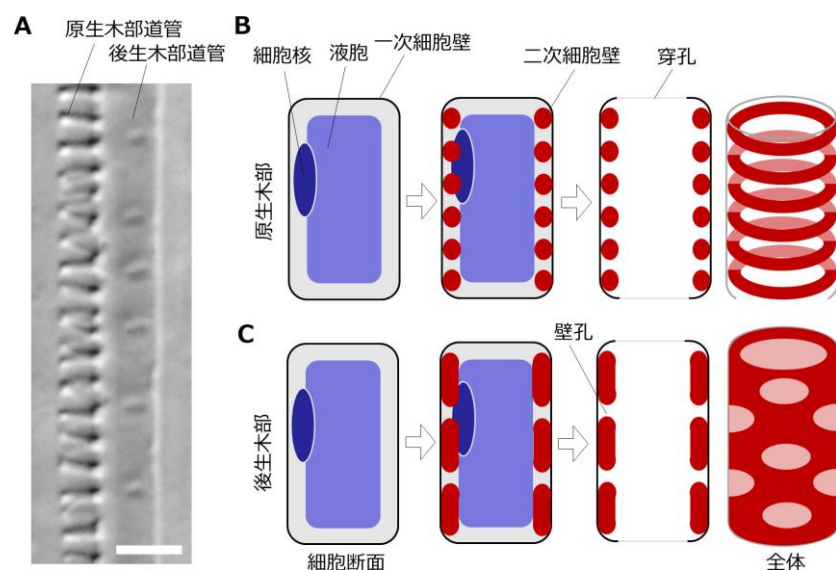 A
原生木部道管
後生木部道管
B
細胞核
液胞
一次細胞壁
二次細胞壁
穿孔
原生木部
C
壁孔
後生木部
細胞断面
全体